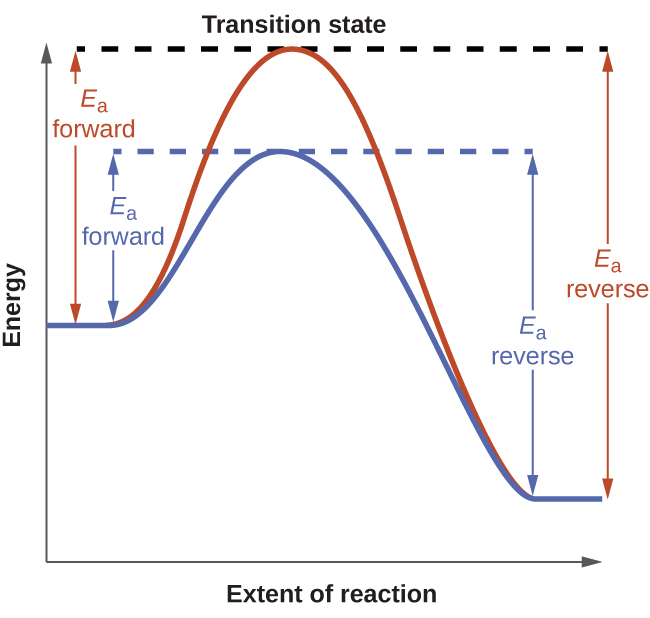 Transition state
Ea
forward
Ea
forward
Ea
reverse
Ea
reverse
Energy
Extent of reaction